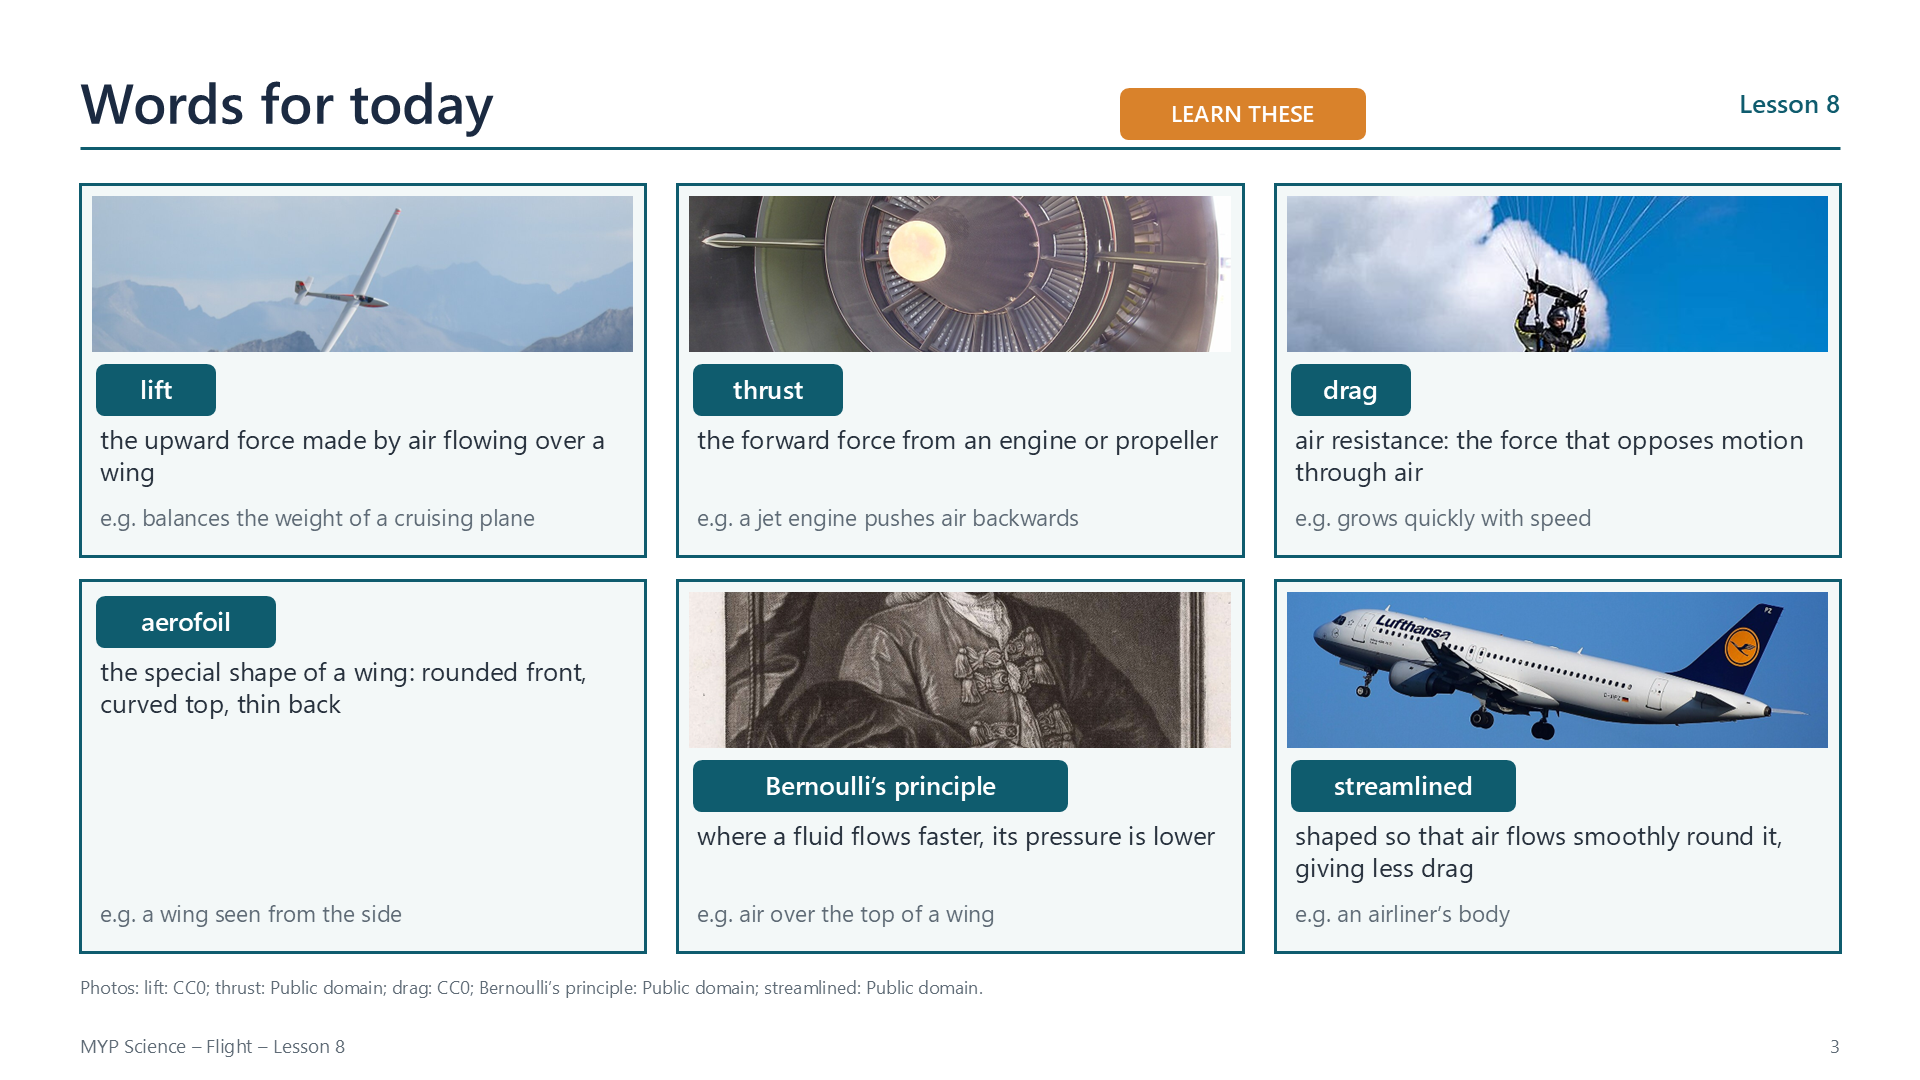 Words for today
LEARN THESE
Lesson 8
lift
the upward force made by air flowing over a
wing
e.g. balances the weight of a cruising plane
thrust
the forward force from an engine or propeller
e.g. a jet engine pushes air backwards
drag
air resistance: the force that opposes motion
through air
e.g. grows quickly with speed
aerofoil
the special shape of a wing: rounded front,
curved top, thin back
e.g. a wing seen from the side
Bernoulli’s principle
where a fluid flows faster, its pressure is lower
e.g. air over the top of a wing
Lufthansa
PZ
streamlined
shaped so that air flows smoothly round it,
giving less drag
e.g. an airliner’s body
Photos: lift: CC0; thrust: Public domain; drag: CC0; Bernoulli’s principle: Public domain; streamlined: Public domain.
MYP Science – Flight – Lesson 8
3